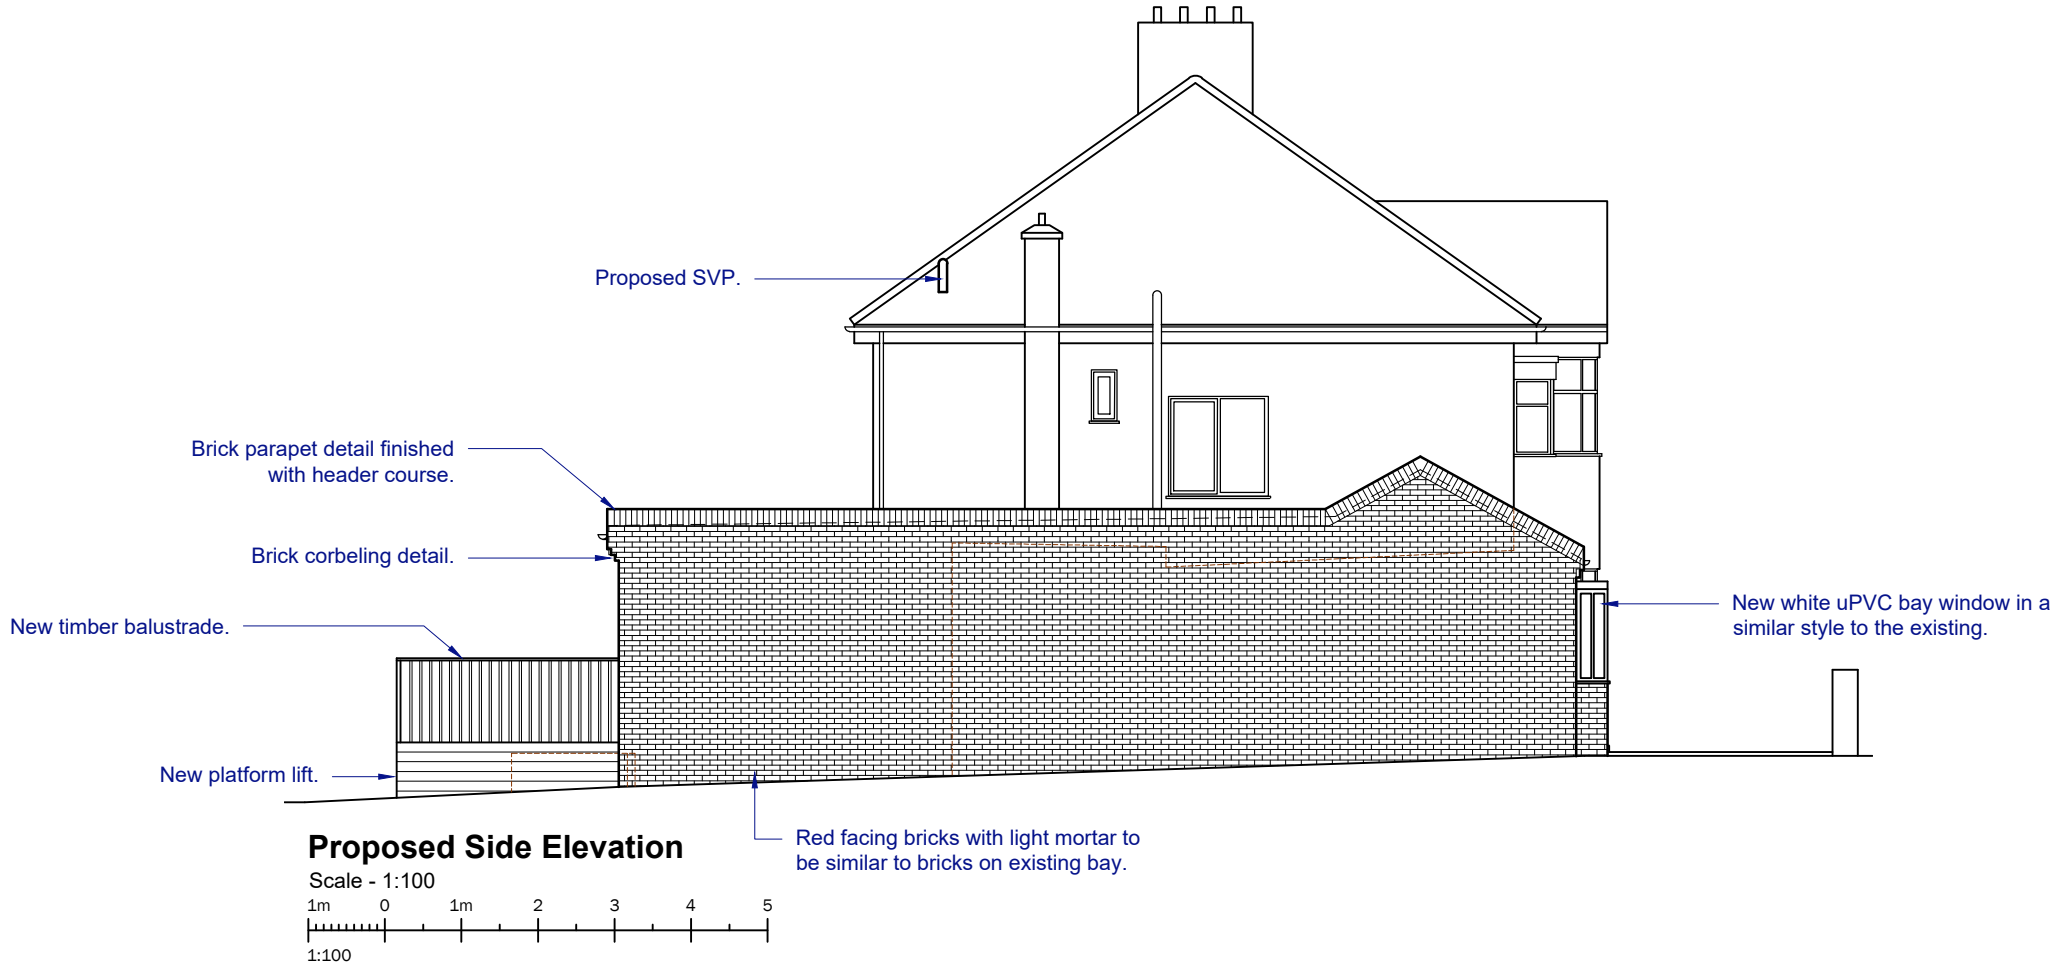 Proposed SVP.
Brick parapet detail finished
with header course.
Brick corbeling detail.
New timber balustrade.
New white uPVC bay window in a
similar style to the existing.
New platform lift.
Red facing bricks with light mortar to
be similar to bricks on existing bay.
Proposed Side Elevation
Scale - 1:100
1m 0 1m 2 3 4 5
1:100